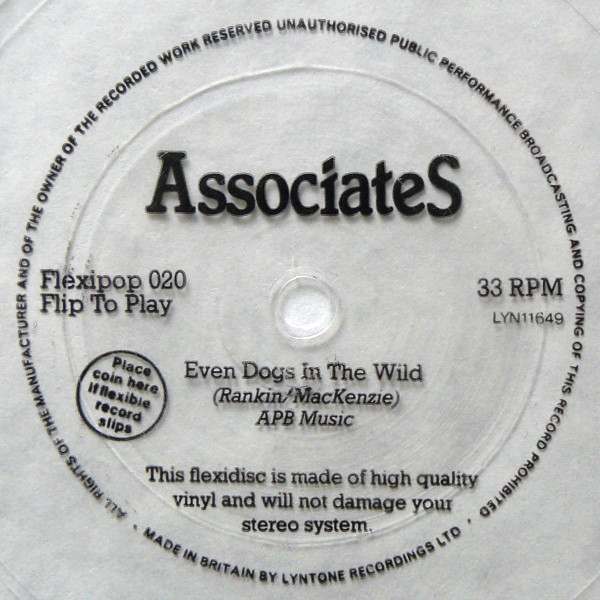 ALL RIGHTS OF THE MANUFACTURER AND OF THE OWNER OF THE RECORDED WORK RESERVED UNAUTHORISED PUBLIC PERFORMANCE BROADCASTING AND COPYING OF THIS RECORD PROHIBITED
AssociateS
Flexipop 020
Flip To Play
33 RPM
LYN11649
Place
coin here
if flexible
record
slips
Even Dogs In The Wild
(Rankin/MacKenzie)
APB Music
This flexidisc is made of high quality
vinyl and will not damage your
stereo system.
· MADE IN BRITAIN BY LYNTONE RECORDINGS LTD ·